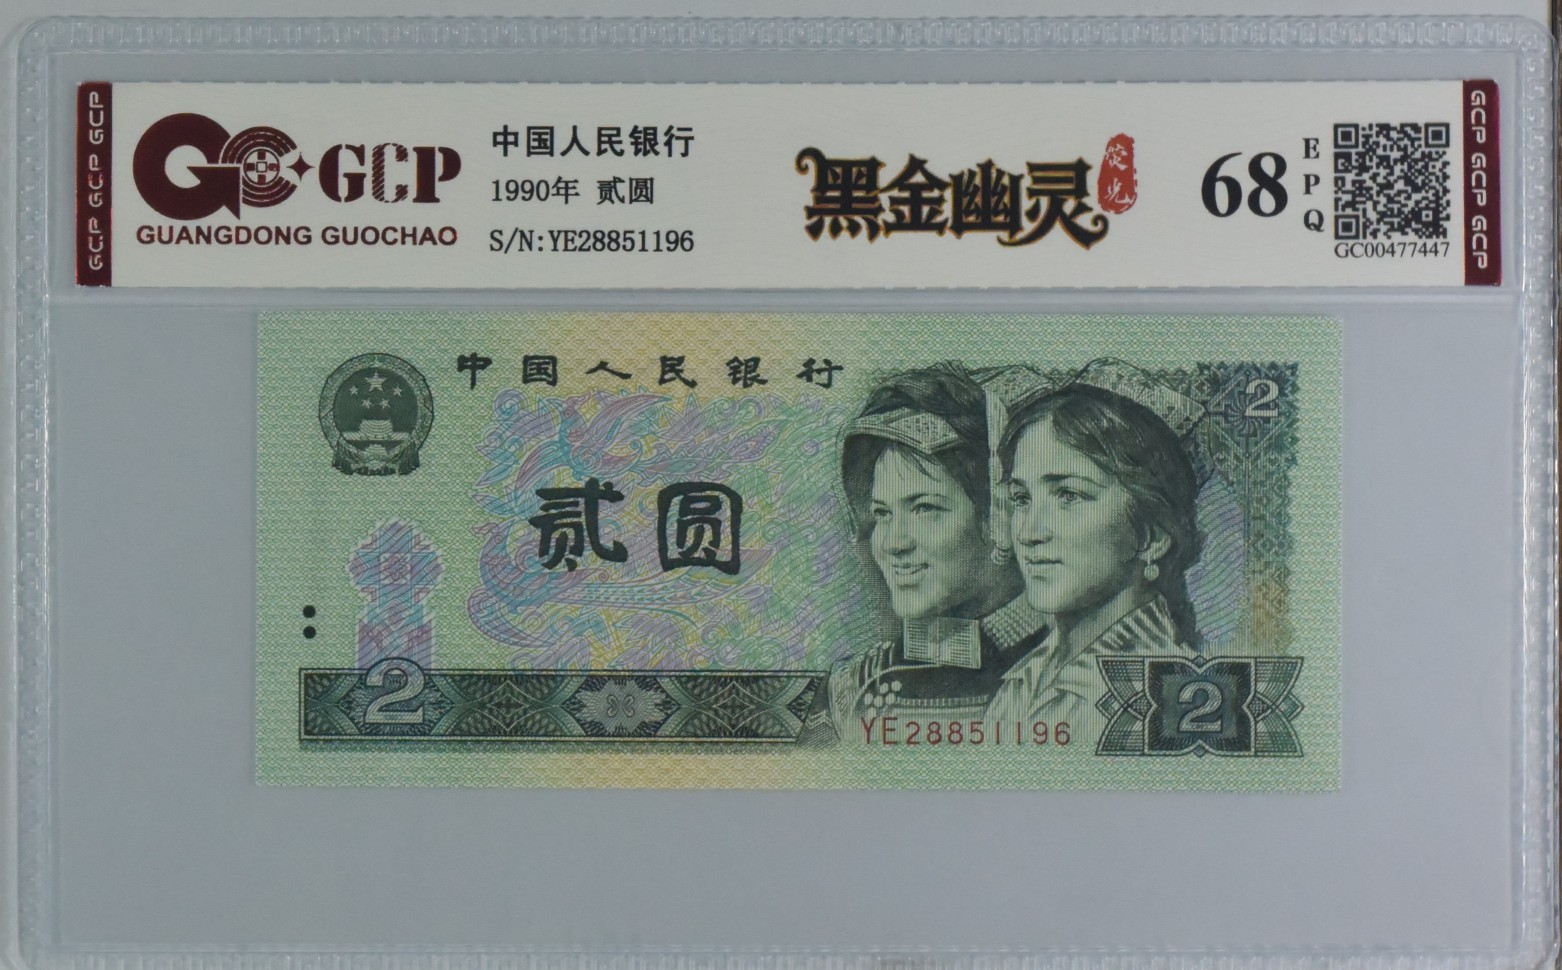 GCP GCP GCP
GCP
GUANGDONG GUOCHAO
中国人民银行
1990年 贰圆
S/N:YE28851196
黑金幽灵
荧光
68
EPQ
GC00477447
GCP GCP GCP
中国人民银行
2
贰圆
2
YE28851196
2